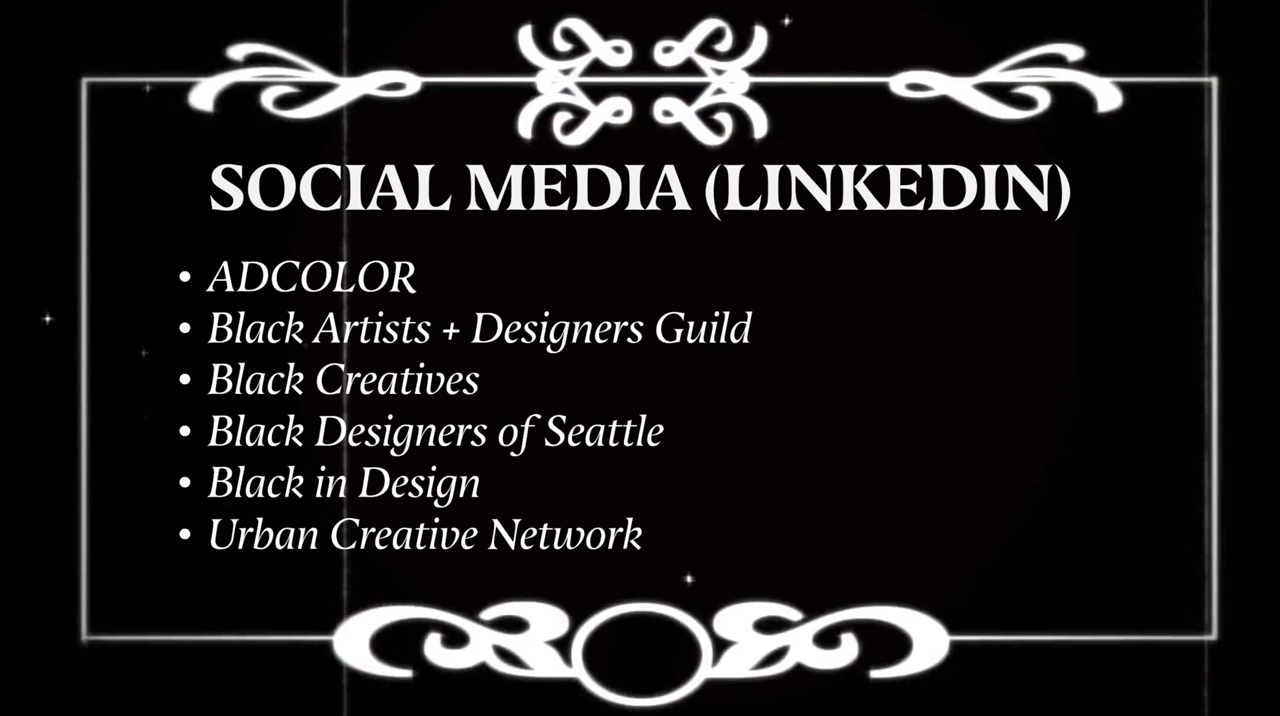 SOCIAL MEDIA (LINKEDIN)
• ADCOLOR
• Black Artists + Designers Guild
• Black Creatives
• Black Designers of Seattle
• Black in Design
• Urban Creative Network